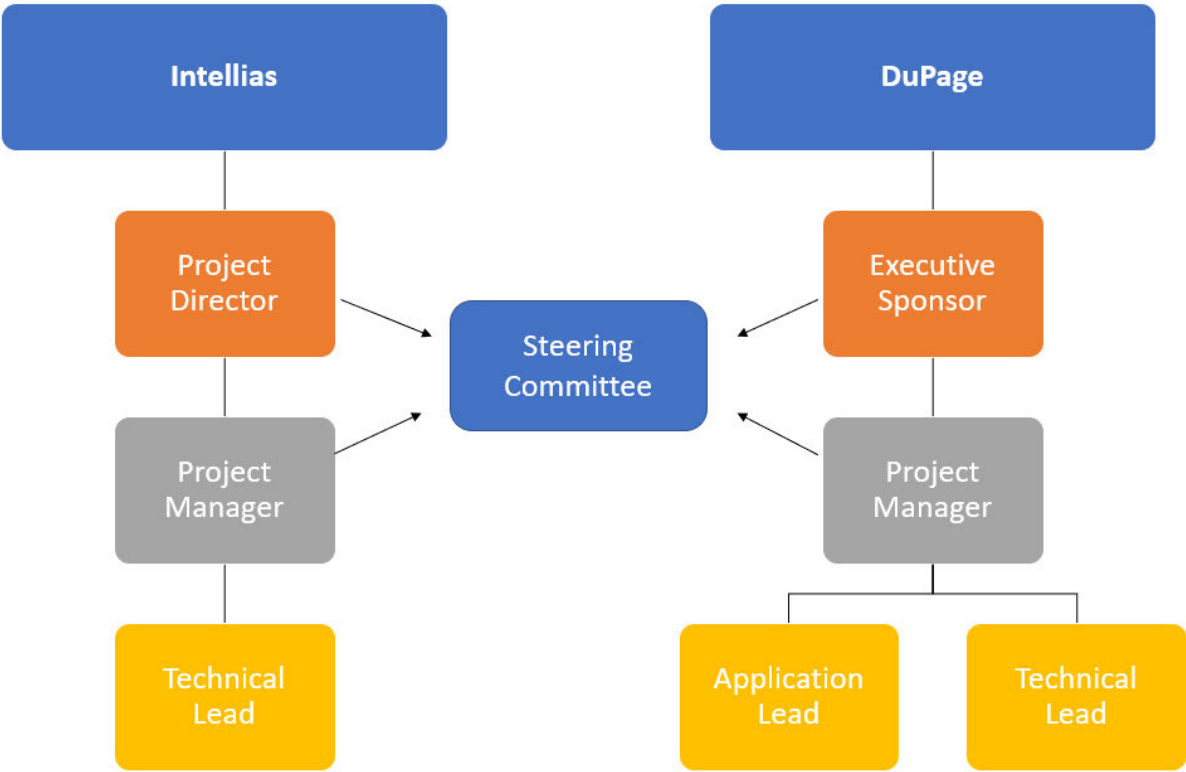 Intellias
DuPage
Project
Director
Executive
Sponsor
Steering
Committee
Project
Manager
Project
Manager
Technical
Lead
Application
Lead
Technical
Lead